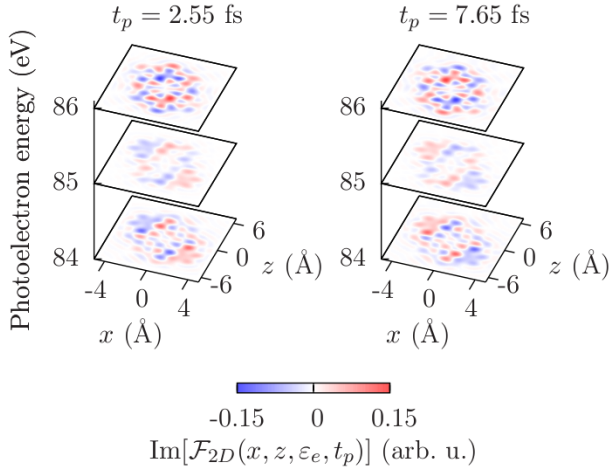 t_p = 2.55 fs
t_p = 7.65 fs
Photoelectron energy (eV)
86
85
84
-4
0
4
x (Å)
6
0
-6
z (Å)
86
85
84
-4
0
4
x (Å)
6
0
-6
z (Å)
-0.15 0 0.15
Im[ℱ_{2D}(x, z, ε_e, t_p)] (arb. u.)